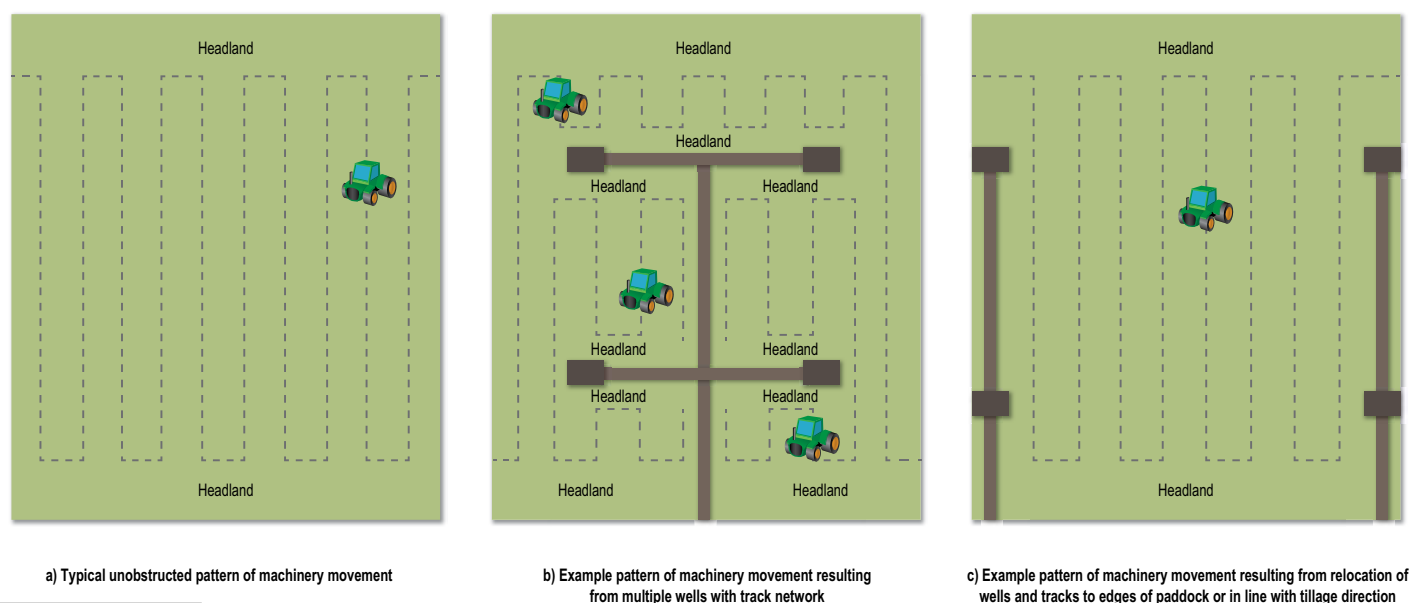 Headland
Headland
a) Typical unobstructed pattern of machinery movement
Headland
Headland
Headland
Headland
Headland
Headland
Headland
Headland
Headland
Headland
b) Example pattern of machinery movement resulting
from multiple wells with track network
Headland
Headland
c) Example pattern of machinery movement resulting from relocation of
wells and tracks to edges of paddock or in line with tillage direction